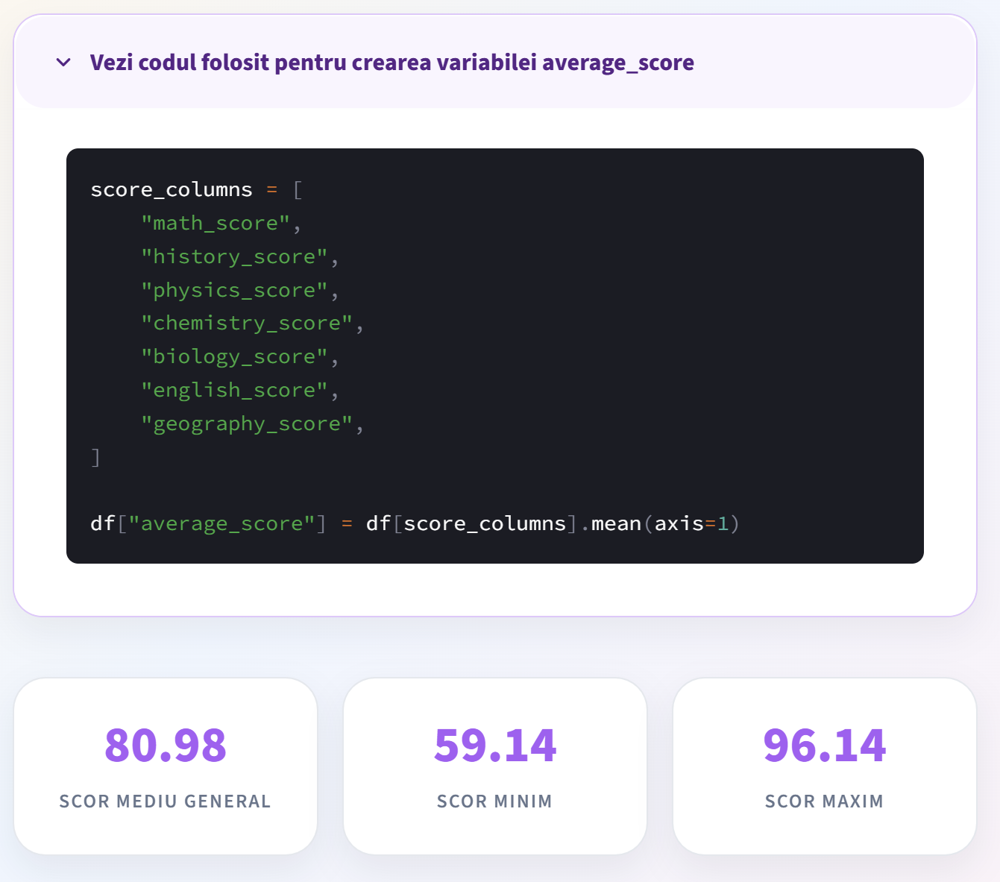 Vezi codul folosit pentru crearea variabilei average_score
score_columns = [
    "math_score",
    "history_score",
    "physics_score",
    "chemistry_score",
    "biology_score",
    "english_score",
    "geography_score",
]
df["average_score"] = df[score_columns].mean(axis=1)
80.98
SCOR MEDIU GENERAL
59.14
SCOR MINIM
96.14
SCOR MAXIM